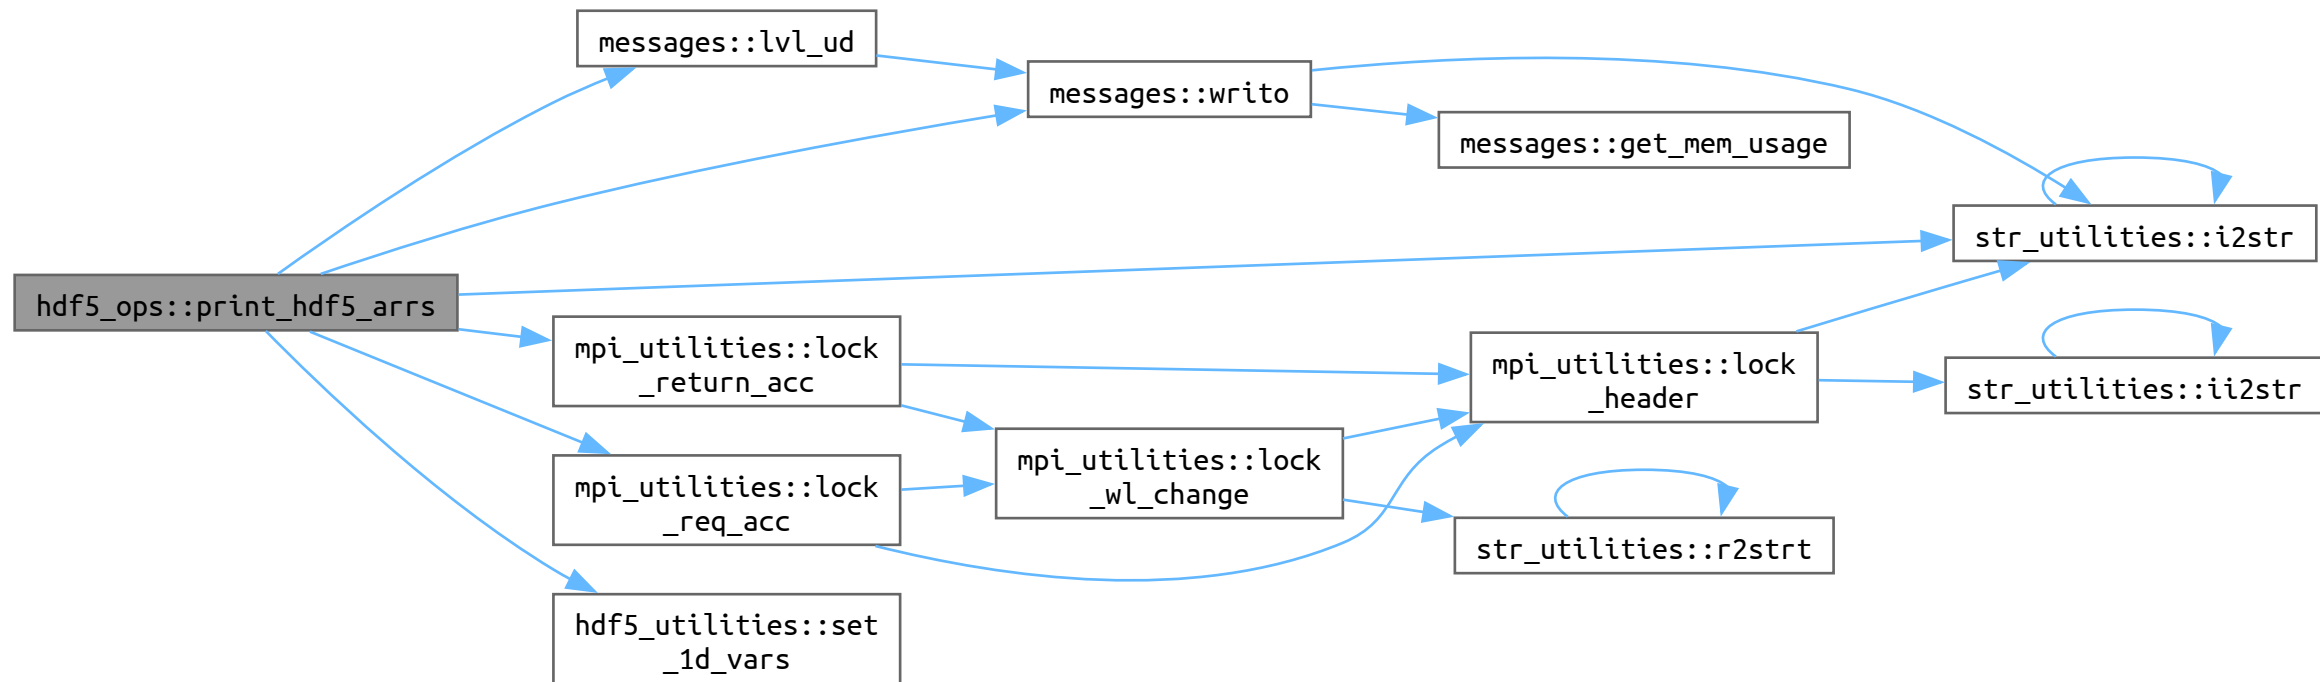 messages::lvl_ud
messages::writo
messages::get_mem_usage
str_utilities::i2str
hdf5_ops::print_hdf5_arrs
mpi_utilities::lock
_return_acc
mpi_utilities::lock
_header
str_utilities::ii2str
mpi_utilities::lock
_wl_change
mpi_utilities::lock
_req_acc
str_utilities::r2strt
hdf5_utilities::set
_1d_vars